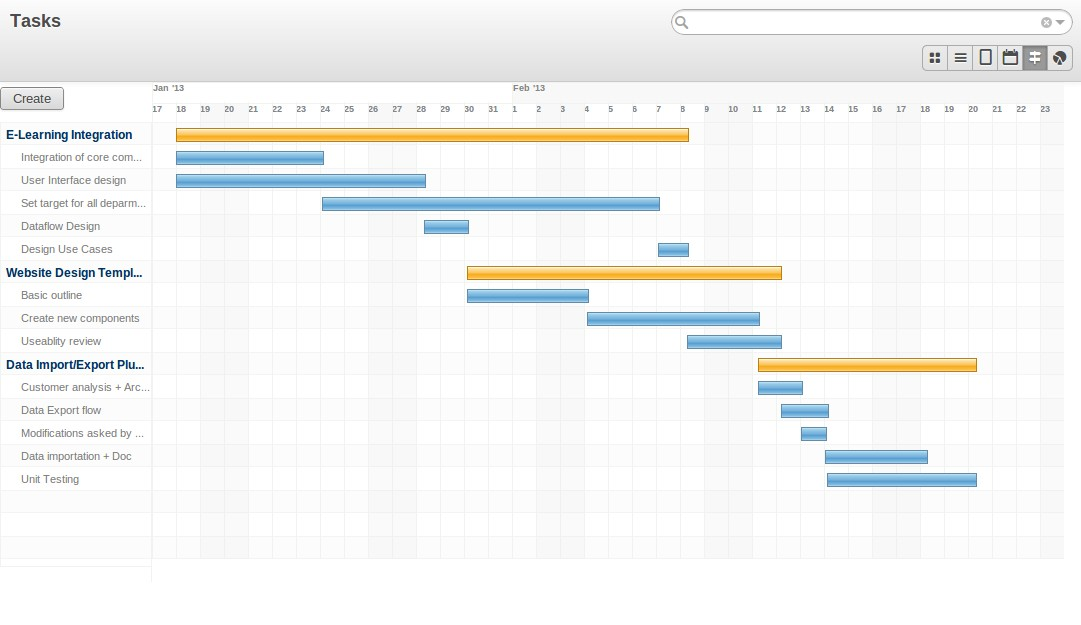 Tasks
Create
Jan '13 Feb '13
17 18 19 20 21 22 23 24 25 26 27 28 29 30 31 1 2 3 4 5 6 7 8 9 10 11 12 13 14 15 16 17 18 19 20 21 22 23
E-Learning Integration
Integration of core com...
User Interface design
Set target for all deparm...
Dataflow Design
Design Use Cases
Website Design Templ...
Basic outline
Create new components
Useablity review
Data Import/Export Plu...
Customer analysis + Arc...
Data Export flow
Modifications asked by ...
Data importation + Doc
Unit Testing